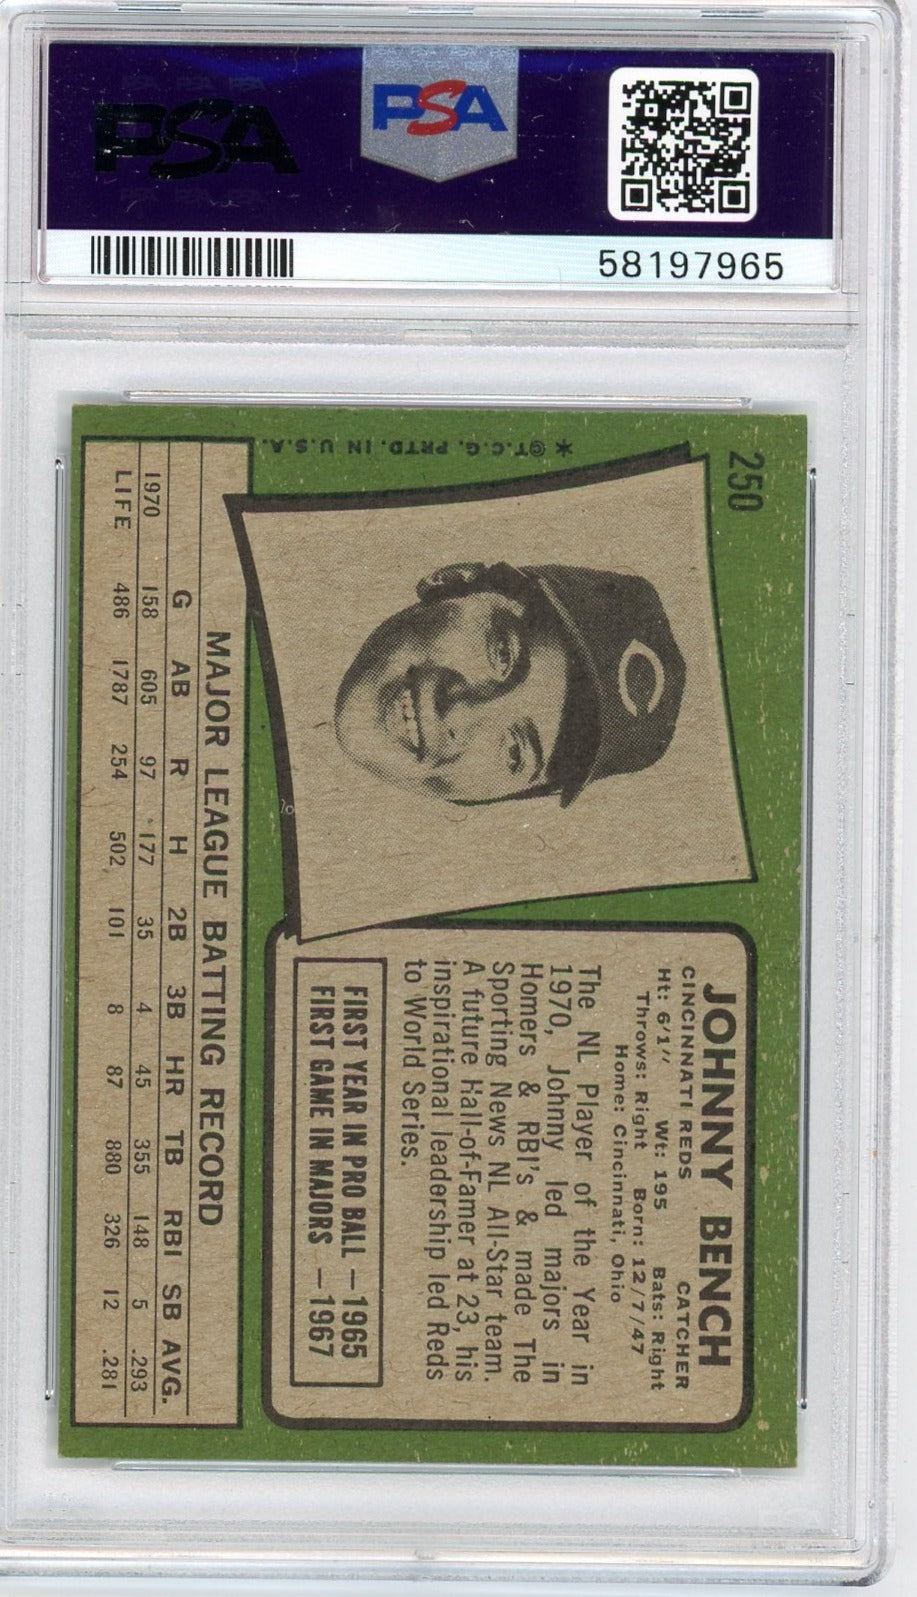 PSA
PSA
58197965
250
*©T.C.G. PRTD. IN U.S.A.
JOHNNY BENCH
CINCINNATI REDS CATCHER
Ht: 6'1" Wt: 195 Bats: Right
Throws: Right Born: 12/7/47
Home: Cincinnati, Ohio
The NL Player of the Year in
1970, Johnny led majors in
Homers & RBI's & made The
Sporting News NL All-Star team.
A future Hall-of-Famer at 23, his
inspirational leadership led Reds
to World Series.
FIRST YEAR IN PRO BALL —1965
FIRST GAME IN MAJORS —1967
MAJOR LEAGUE BATTING RECORD
G AB R H 2B 3B HR TB RBI SB AVG.
1970 158 605 97 177 35 4 45 355 148 5 .293
LIFE 486 1787 254 502 101 8 87 880 326 12 .281